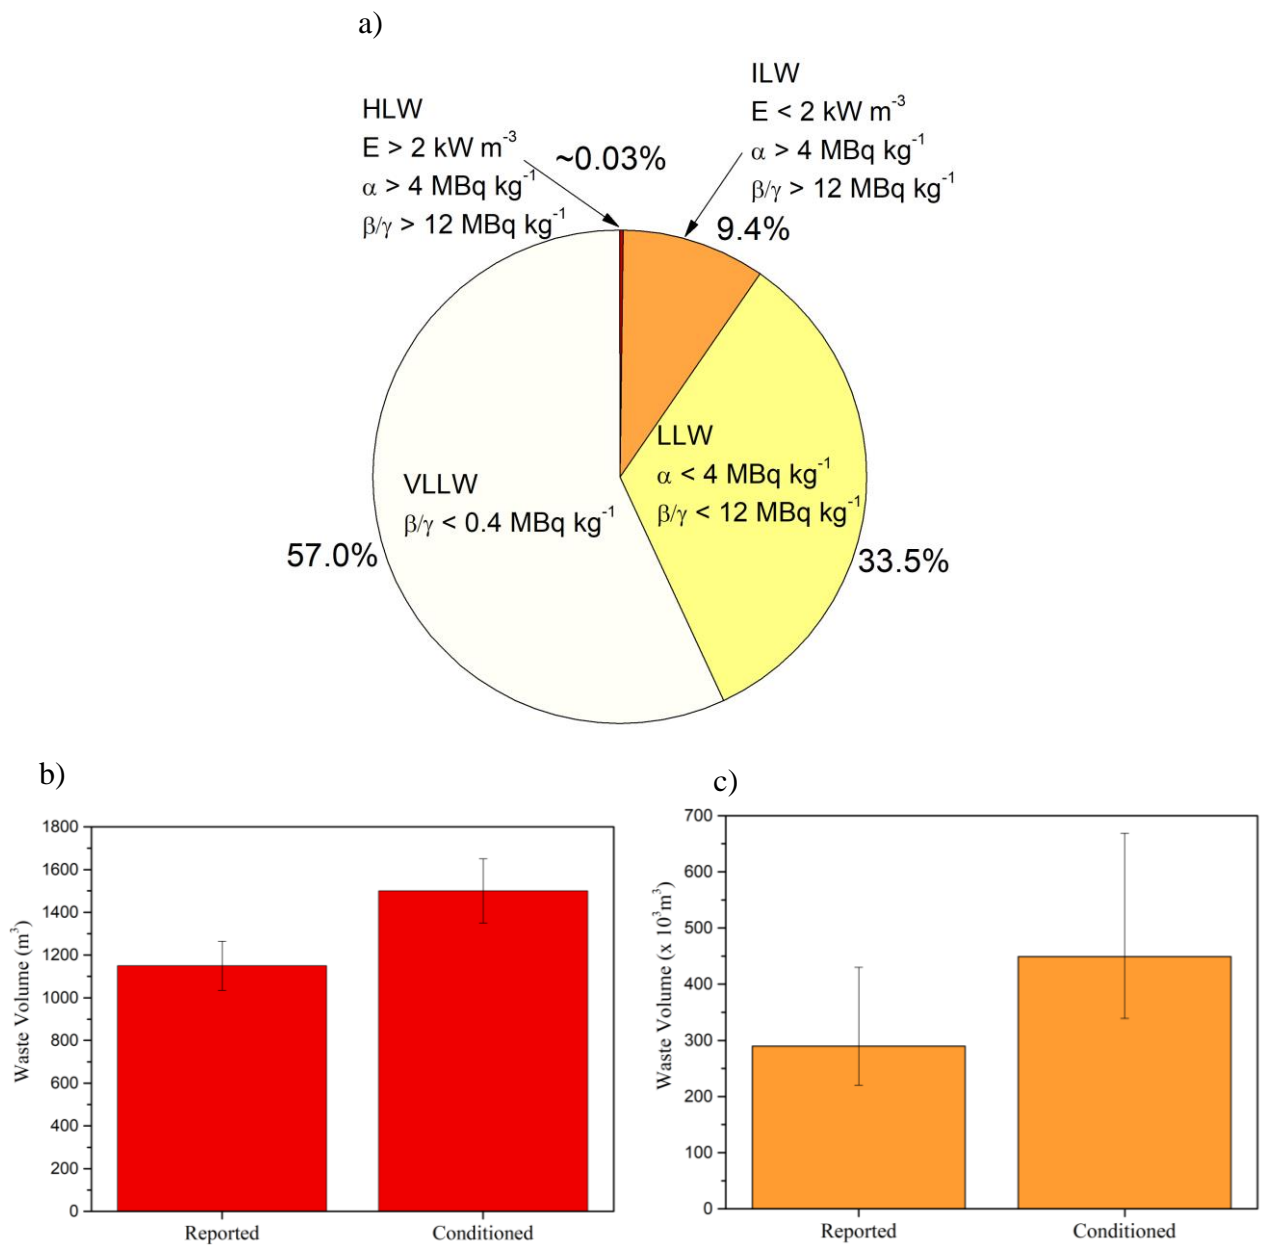 a)
HLW
E > 2 kW m⁻³
α > 4 MBq kg⁻¹
β/γ > 12 MBq kg⁻¹
~0.03%
ILW
E < 2 kW m⁻³
α > 4 MBq kg⁻¹
β/γ > 12 MBq kg⁻¹
9.4%
LLW
α < 4 MBq kg⁻¹
β/γ < 12 MBq kg⁻¹
33.5%
VLLW
β/γ < 0.4 MBq kg⁻¹
57.0%
b)
Waste Volume (m³)
1800
1600
1400
1200
1000
800
600
400
200
0
Reported
Conditioned
c)
Waste Volume (x 10³m³)
700
600
500
400
300
200
100
0
Reported
Conditioned